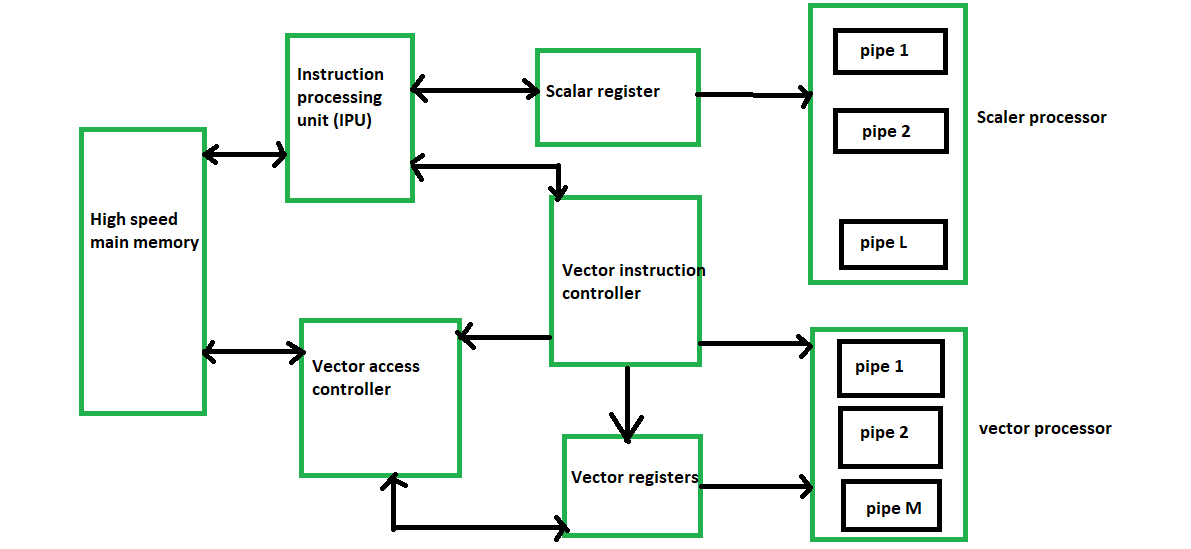 High speed
main memory
Instruction
processing
unit (IPU)
Scalar register
pipe 1
pipe 2
pipe L
Scaler processor
Vector instruction
controller
Vector access
controller
Vector registers
pipe 1
pipe 2
pipe M
vector processor